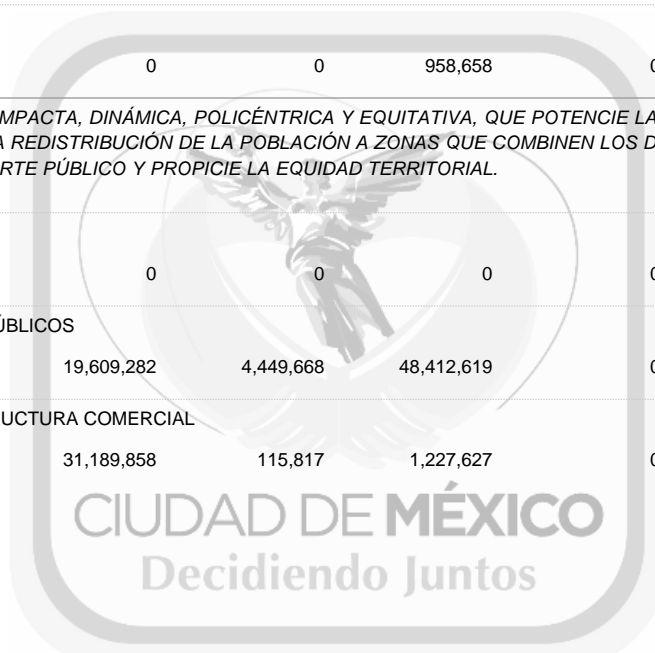 0 0 958,658 0
IMPACTA, DINÁMICA, POLICÉNTRICA Y EQUITATIVA, QUE POTENCIE LA
A REDISTRIBUCIÓN DE LA POBLACIÓN A ZONAS QUE COMBINEN LOS D
RTE PÚBLICO Y PROPICIE LA EQUIDAD TERRITORIAL.
0 0 0 0
ÚBLICOS
19,609,282 4,449,668 48,412,619 0
UCTURA COMERCIAL
31,189,858 115,817 1,227,627 0
CIUDAD DE MÉXICO
Decidiendo Juntos